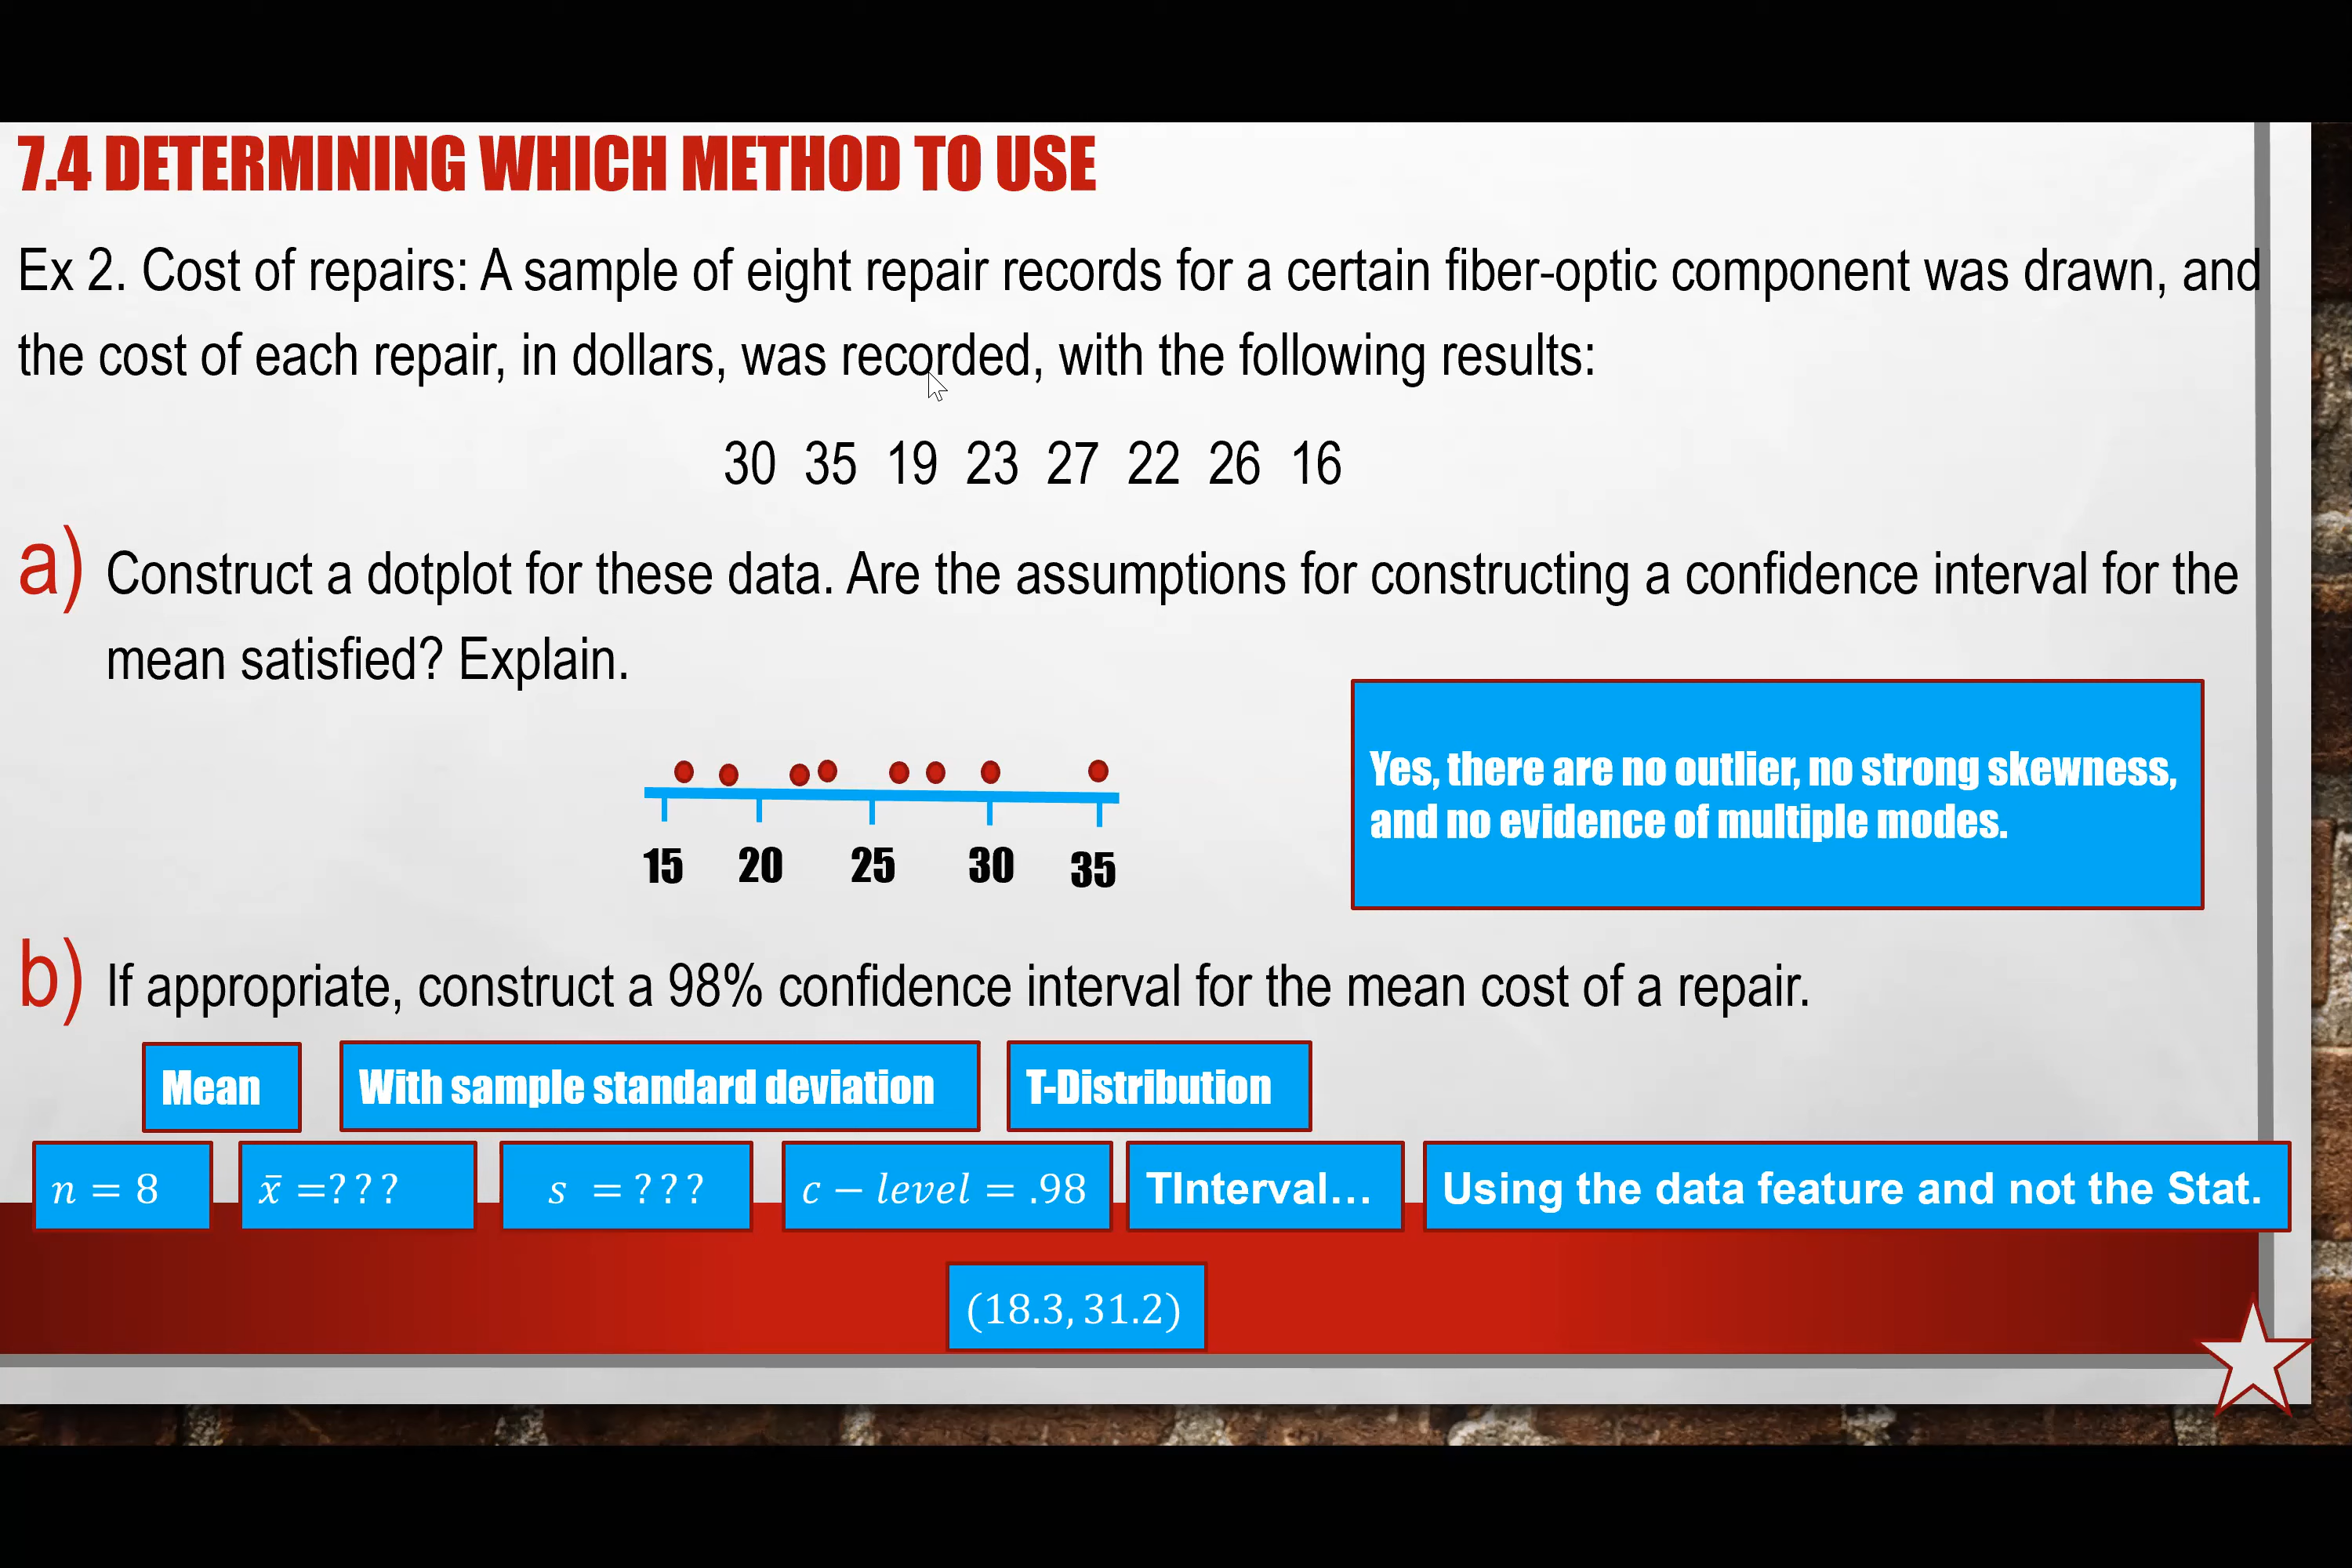 7.4 DETERMINING WHICH METHOD TO USE
Ex 2. Cost of repairs: A sample of eight repair records for a certain fiber-optic component was drawn, and
the cost of each repair, in dollars, was recorded, with the following results:
30 35 19 23 27 22 26 16
a) Construct a dotplot for these data. Are the assumptions for constructing a confidence interval for the
mean satisfied? Explain.
Yes, there are no outlier, no strong skewness,
and no evidence of multiple modes.
15 20 25 30 35
b) If appropriate, construct a 98% confidence interval for the mean cost of a repair.
Mean With sample standard deviation T-Distribution
n = 8 x̄ =??? s = ??? c − level = .98 TInterval... Using the data feature and not the Stat.
(18.3, 31.2)